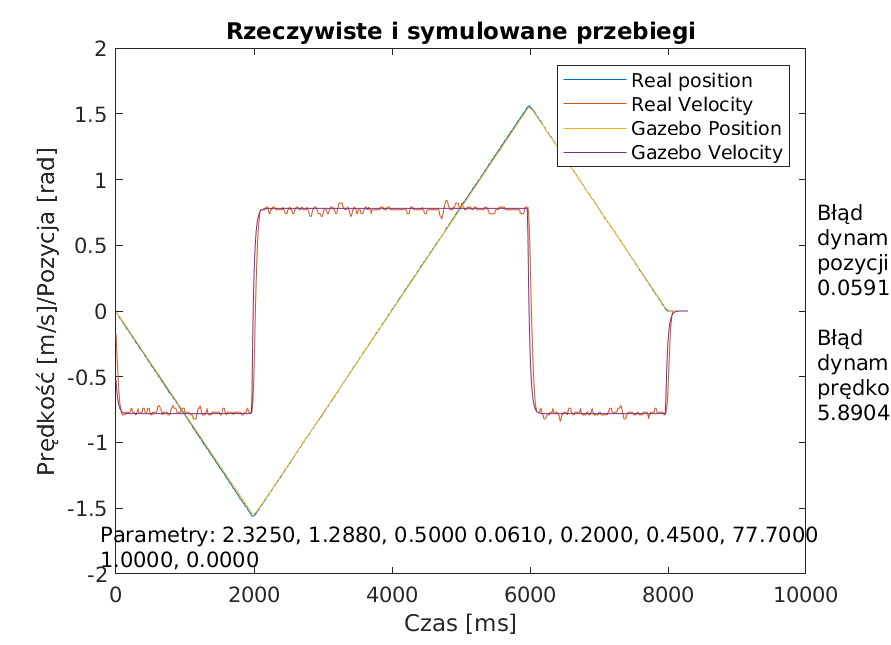 Rzeczywiste i symulowane przebiegi
2
1.5
1
0.5
0
-0.5
-1
-1.5
-2
Prędkość [m/s]/Pozycja [rad]
Real position
Real Velocity
Gazebo Position
Gazebo Velocity
Błąd
dynam
pozycji
0.0591
Błąd
dynam
prędko
5.8904
Parametry: 2.3250, 1.2880, 0.5000 0.0610, 0.2000, 0.4500, 77.7000
1.0000, 0.0000
0 2000 4000 6000 8000 10000
Czas [ms]